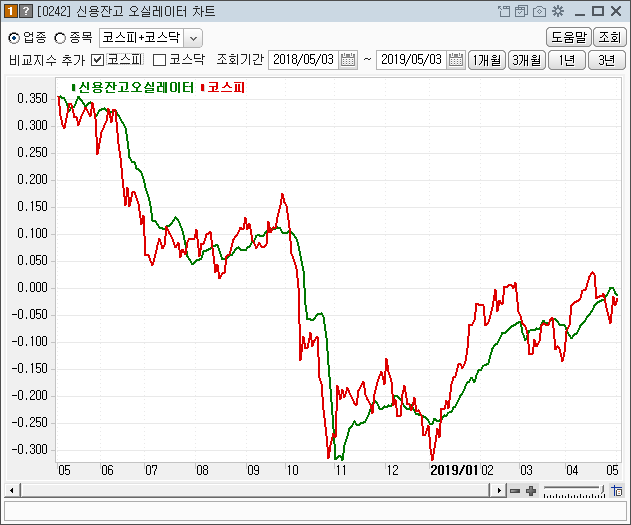 1 ? [0242] 신용잔고 오실레이터 차트
업종 종목 코스피+코스닥 도움말 조회
비교지수 추가 코스피 코스닥 조회기간 2018/05/03 ~ 2019/05/03 1개월 3개월 1년 3년
신용잔고오실레이터 코스피
0.350
0.300
0.250
0.200
0.150
0.100
0.050
0.000
-0.050
-0.100
-0.150
-0.200
-0.250
-0.300
05 06 07 08 09 10 11 12 2019/01 02 03 04 05